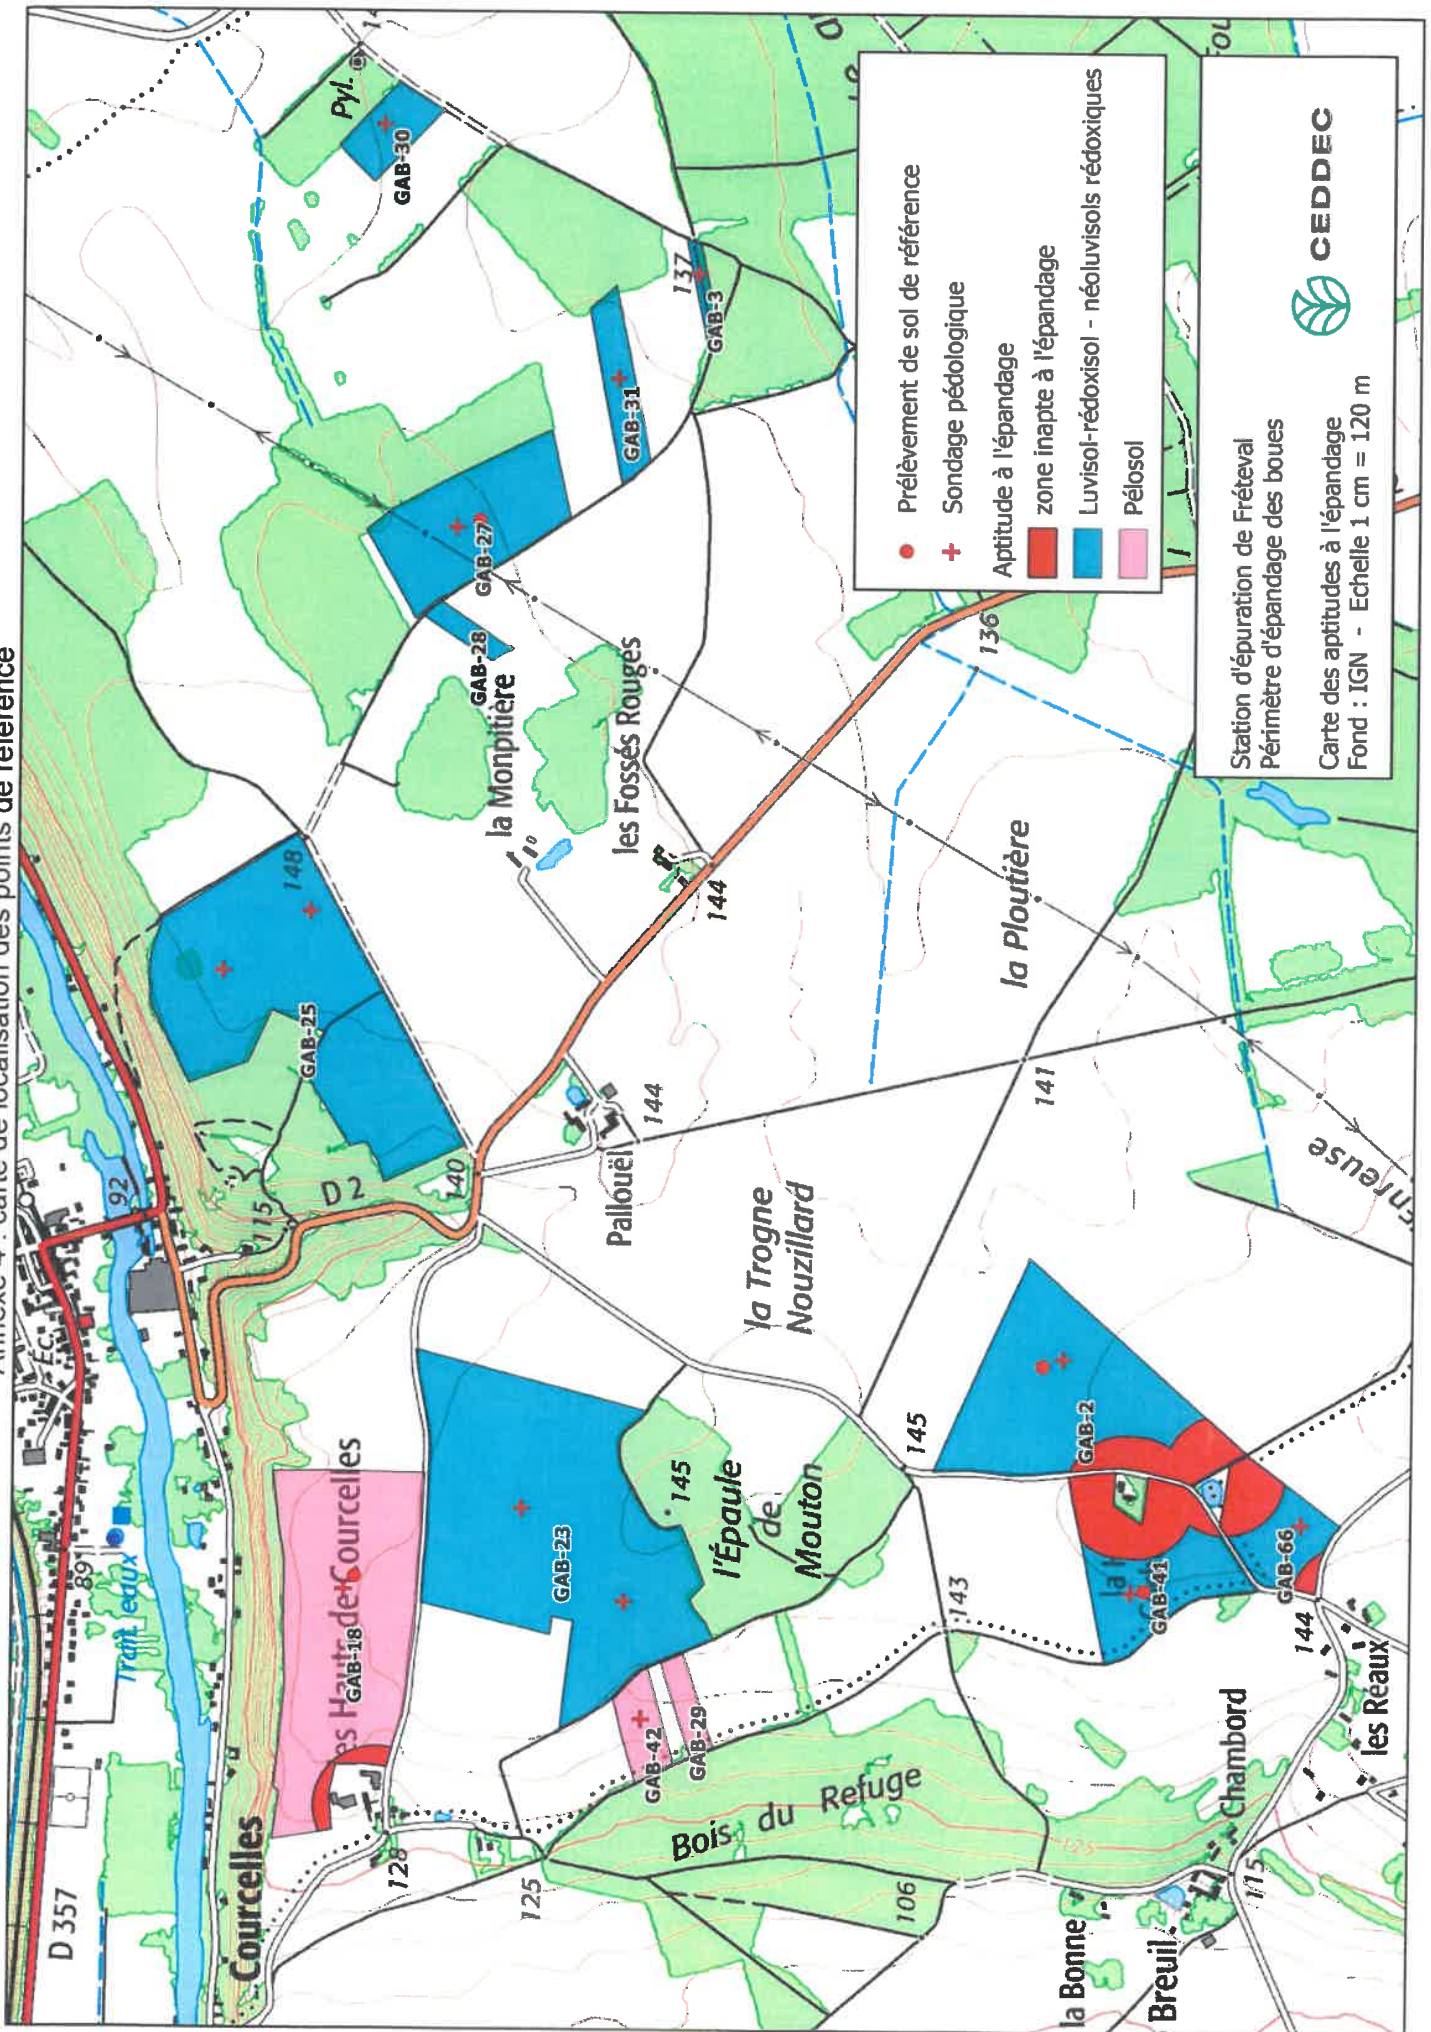 Annexe 4 : carte de localisation des points de référence
D 357
Courcelles
Trait. eaux
89
Éc.
92
115
D 2
140
148
GAB-25
Pyl.
GAB-30
137
GAB-3
GAB-31
GAB-27
GAB-28
la Monpitière
les Fossés Rouges
144
136
Pallouël
144
la Ploutière
141
la Trogne
Nouzillard
GAB-18
les Hauts de Courcelles
128
125
GAB-23
145
l'Épaule
de
Mouton
GAB-42
GAB-29
Bois du Refuge
106
143
145
GAB-2
GAB-41
GAB-66
144
les Réaux
Chambord
115
la Bonne
Breuil
125
Prélèvement de sol de référence
Sondage pédologique
Aptitude à l'épandage
zone inapte à l'épandage
Luvisol-rédoxisol - néoluvisols rédoxiques
Pélosol
Station d'épuration de Fréteval
Périmètre d'épandage des boues
Carte des aptitudes à l'épandage
Fond : IGN - Echelle 1 cm = 120 m
CEDDEC